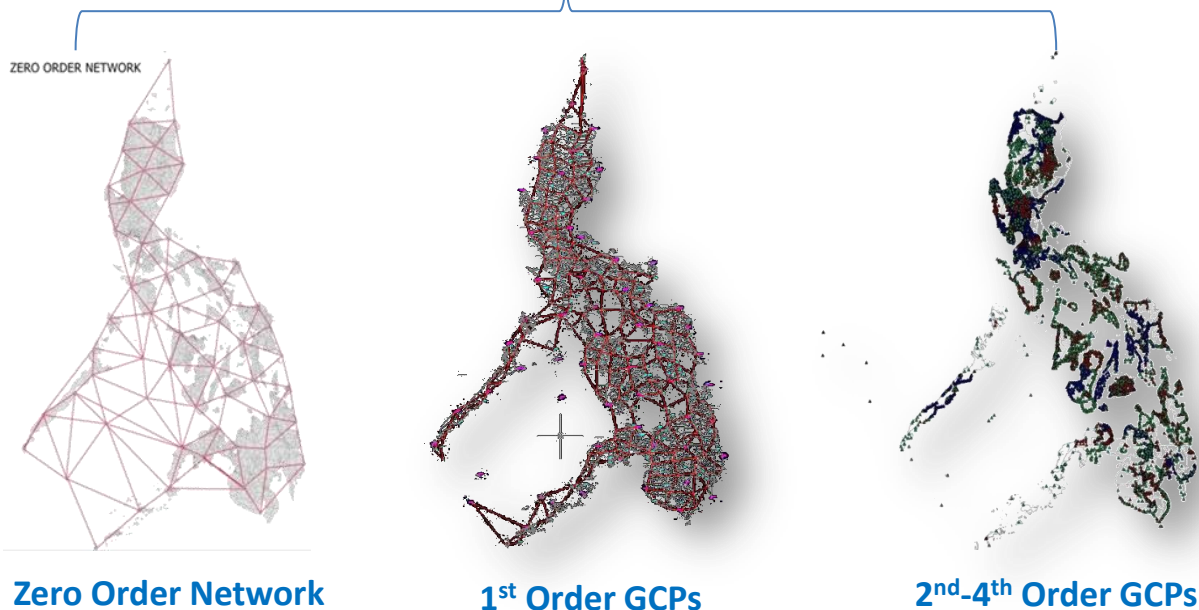 ZERO ORDER NETWORK
Zero Order Network
1st Order GCPs
2nd-4th Order GCPs